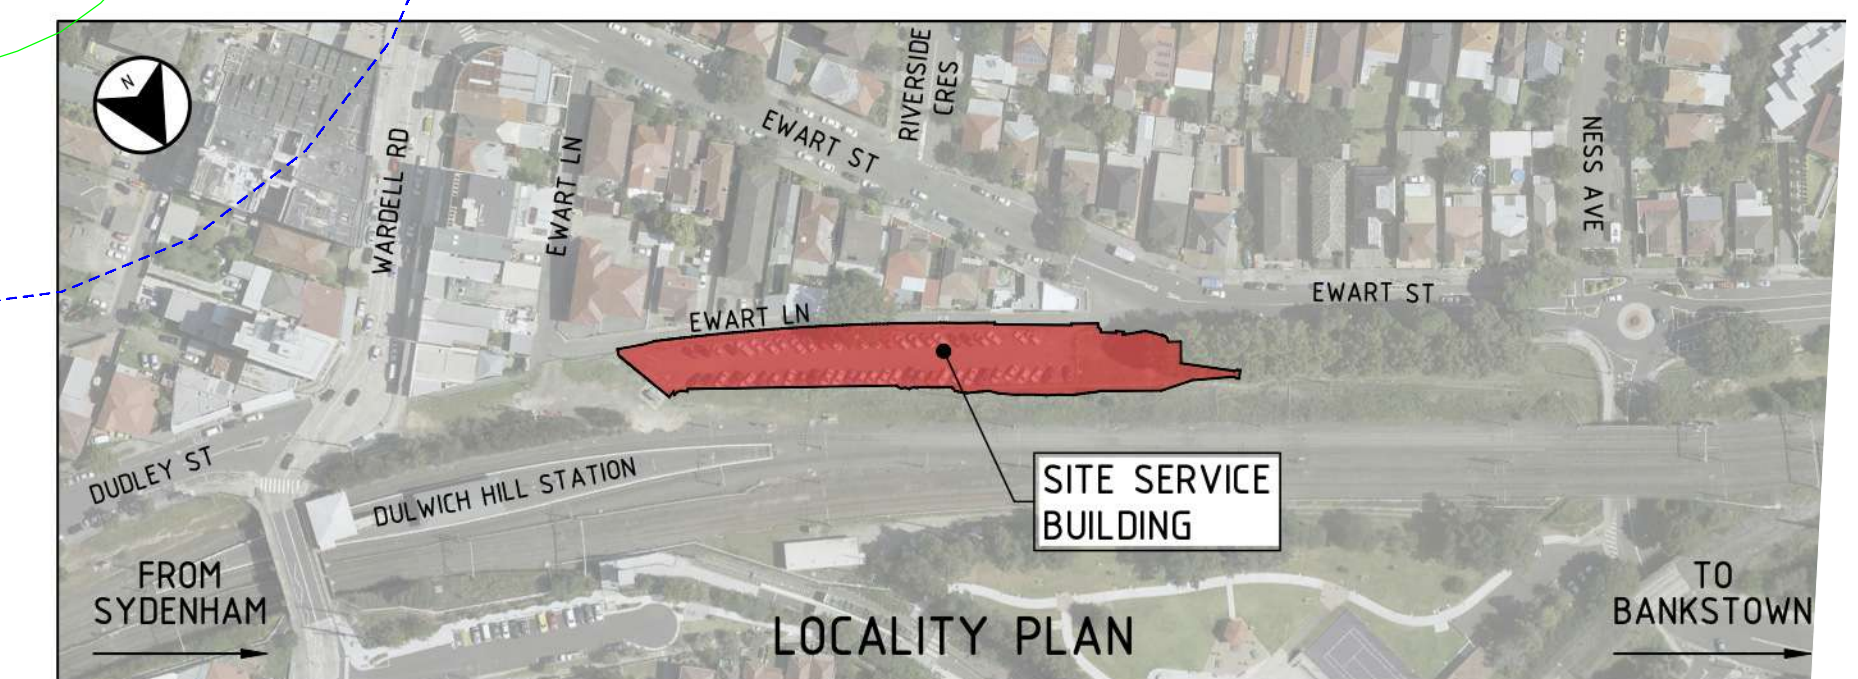 RIVERSIDE
CRES
N
EWART ST
WARDELL RD
EWART LN
NESS AVE
EWART ST
EWART LN
SITE SERVICE
BUILDING
DUDLEY ST
DULWICH HILL STATION
FROM
SYDENHAM
LOCALITY PLAN
TO
BANKSTOWN